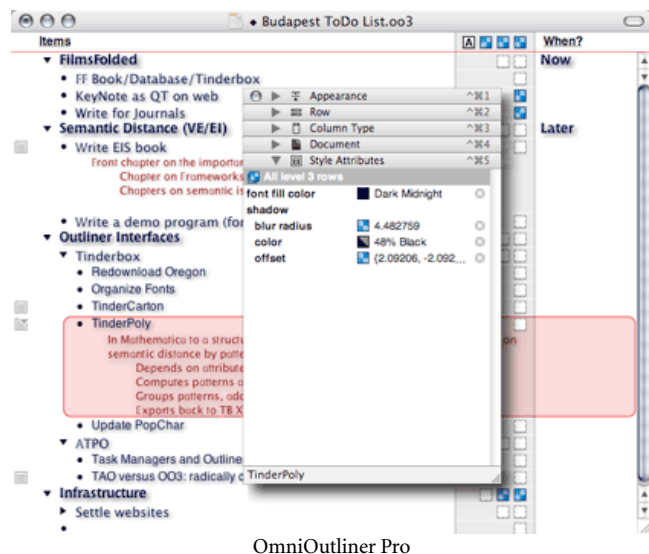 Budapest ToDo List.oo3
Items
A
When?
FilmsFolded
Now
FF Book/Database/Tinderbox
KeyNote as QT on web
Write for Journals
Semantic Distance (VE/EI)
Later
Write EIS book
Front chapter on the importan
Chapter on Frameworks
Chapters on semantic is
Write a demo program (for
Outliner Interfaces
Tinderbox
Redownload Oregon
Organize Fonts
TinderCarton
TinderPoly
In Mathematica to a structu
on
semantic distance by patte
Depends on attribute
Computes patterns a
Groups patterns, add
Exports back to TB X
Update PopChar
ATPO
Task Managers and Outline
TAO versus OO3: radically c
Infrastructure
Settle websites
Appearance ^⌘1
Row ^⌘2
Column Type ^⌘3
Document ^⌘4
Style Attributes ^⌘5
All level 3 rows
font fill color Dark Midnight
shadow
blur radius 4.482759
color 48% Black
offset {2.09206, -2.092...
TinderPoly
OmniOutliner Pro